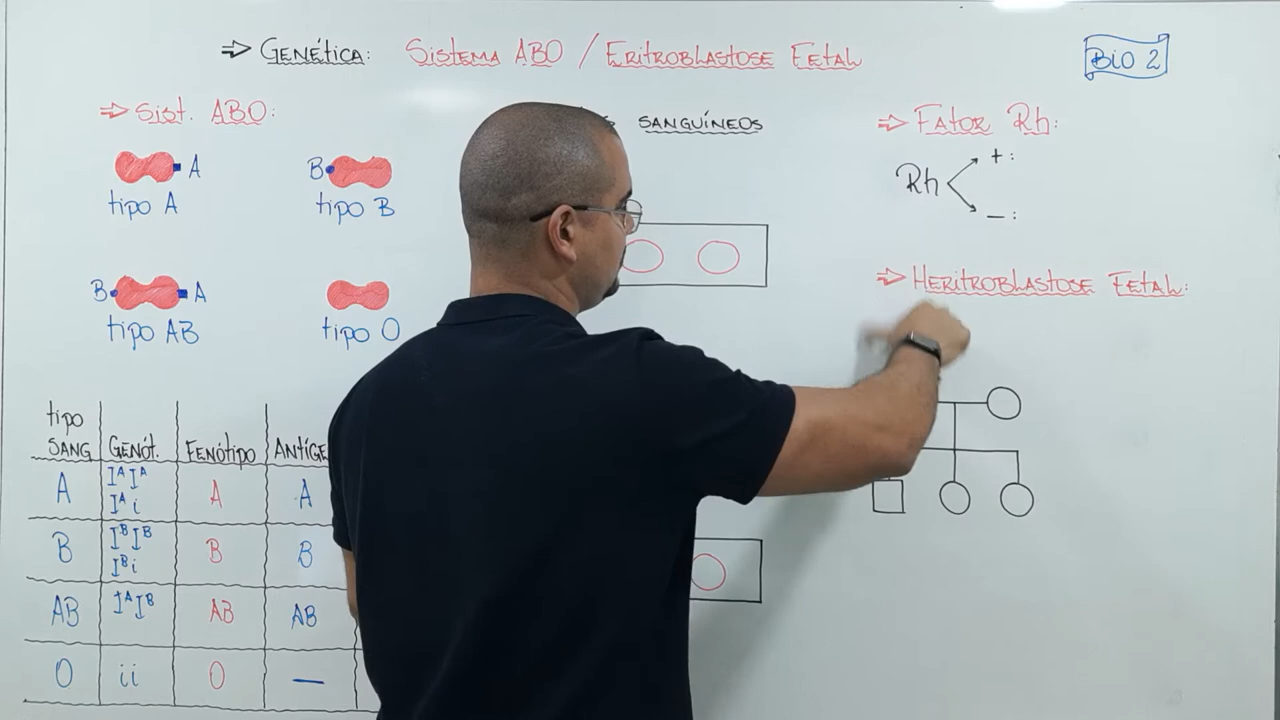 ⇒ GENÉTICA: SISTEMA ABO / ERITROBLASTOSE FETAL
BIO 2
⇒ SIST. ABO:
A
tipo A
B
tipo B
B A
tipo AB
tipo O
SANGUÍNEOS
⇒ FATOR Rh:
Rh
+ :
− :
⇒ HERITROBLASTOSE FETAL:
tipo SANG GENÓT. FENÓTIPO ANTÍGE
A IᴬIᴬ Iᴬi A A
B IᴮIᴮ Iᴮi B B
AB IᴬIᴮ AB AB
O ii O —